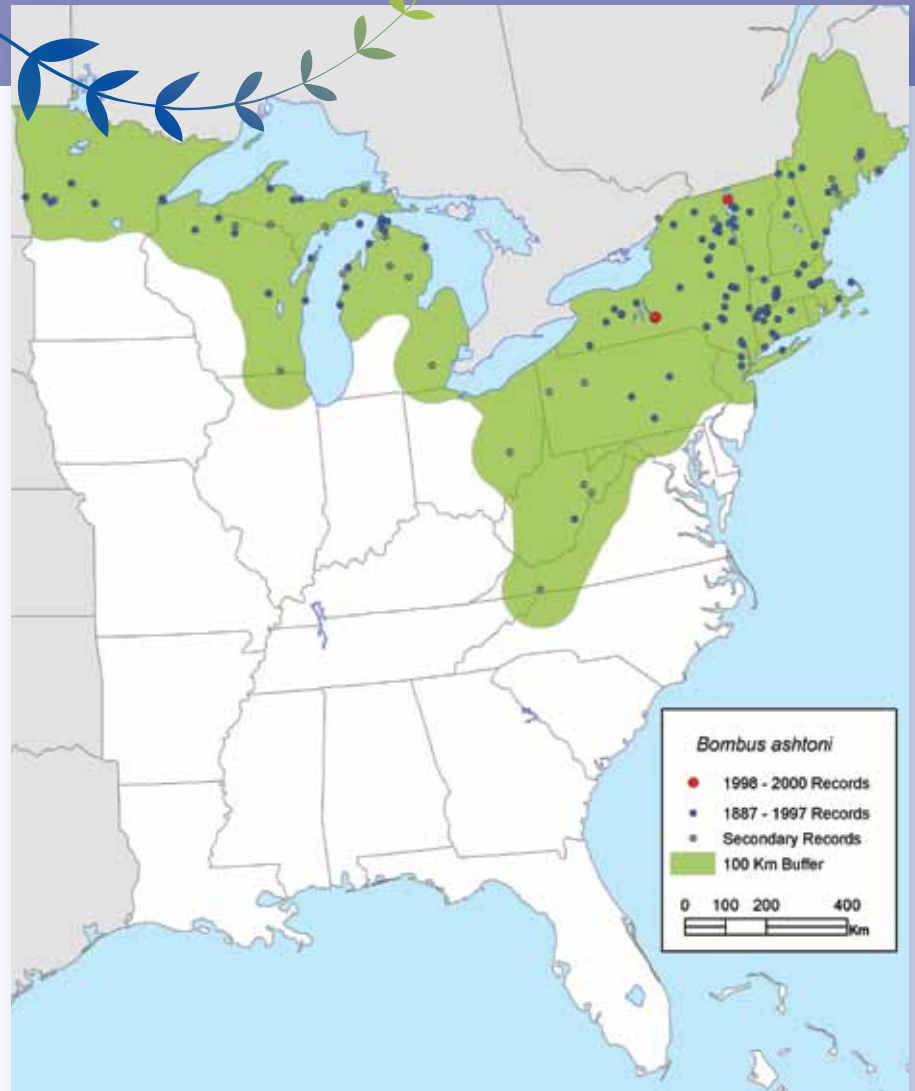 Bombus ashtoni
1998 - 2000 Records
1887 - 1997 Records
Secondary Records
100 Km Buffer
0 100 200 400
Km